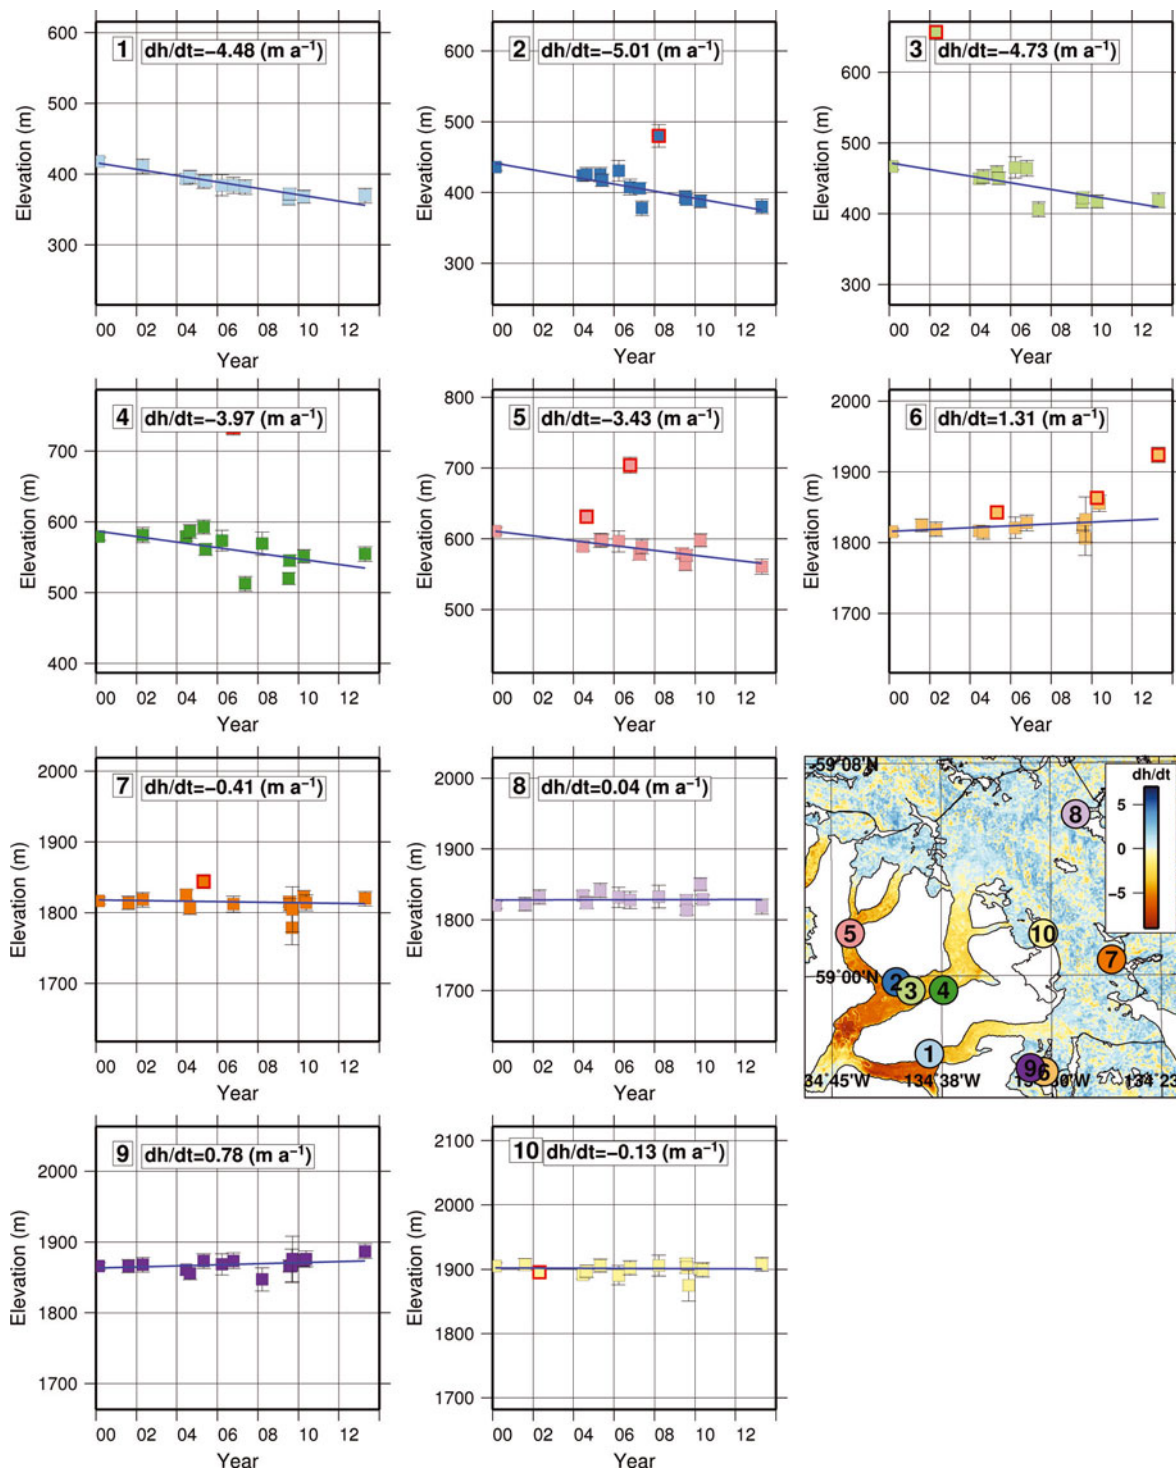 1 dh/dt=−4.48 (m a⁻¹)
600
500
400
300
Elevation (m)
00 02 04 06 08 10 12
Year
2 dh/dt=−5.01 (m a⁻¹)
600
500
400
300
Elevation (m)
00 02 04 06 08 10 12
Year
3 dh/dt=−4.73 (m a⁻¹)
600
500
400
300
Elevation (m)
00 02 04 06 08 10 12
Year
4 dh/dt=−3.97 (m a⁻¹)
700
600
500
400
Elevation (m)
00 02 04 06 08 10 12
Year
5 dh/dt=−3.43 (m a⁻¹)
800
700
600
500
Elevation (m)
00 02 04 06 08 10 12
Year
6 dh/dt=1.31 (m a⁻¹)
2000
1900
1800
1700
Elevation (m)
00 02 04 06 08 10 12
Year
7 dh/dt=−0.41 (m a⁻¹)
2000
1900
1800
1700
Elevation (m)
00 02 04 06 08 10 12
Year
8 dh/dt=0.04 (m a⁻¹)
2000
1900
1800
1700
Elevation (m)
00 02 04 06 08 10 12
Year
59°08'N
dh/dt
5
0
−5
8
5
10
7
59°00'N
2
3
4
1
9
6
34°45'W 134°38'W 134°23
9 dh/dt=0.78 (m a⁻¹)
2000
1900
1800
1700
Elevation (m)
00 02 04 06 08 10 12
Year
10 dh/dt=−0.13 (m a⁻¹)
2100
2000
1900
1800
1700
Elevation (m)
00 02 04 06 08 10 12
Year